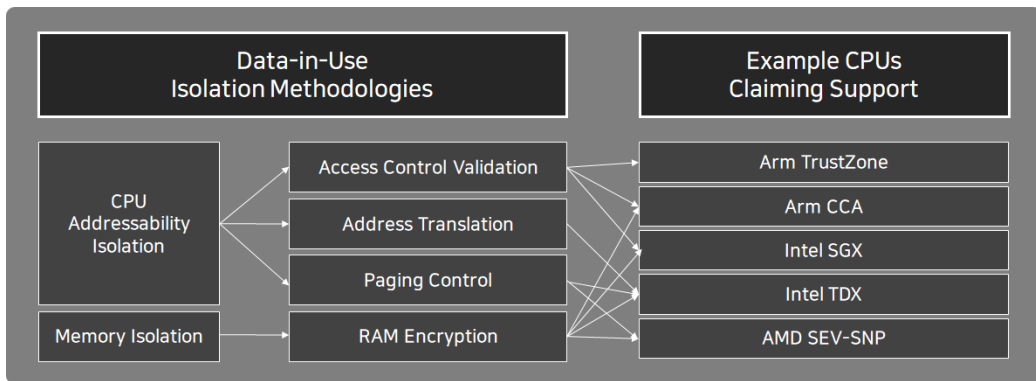 Data-in-Use
Isolation Methodologies
Example CPUs
Claiming Support
CPU
Addressability
Isolation
Access Control Validation
Address Translation
Paging Control
Memory Isolation
RAM Encryption
Arm TrustZone
Arm CCA
Intel SGX
Intel TDX
AMD SEV-SNP